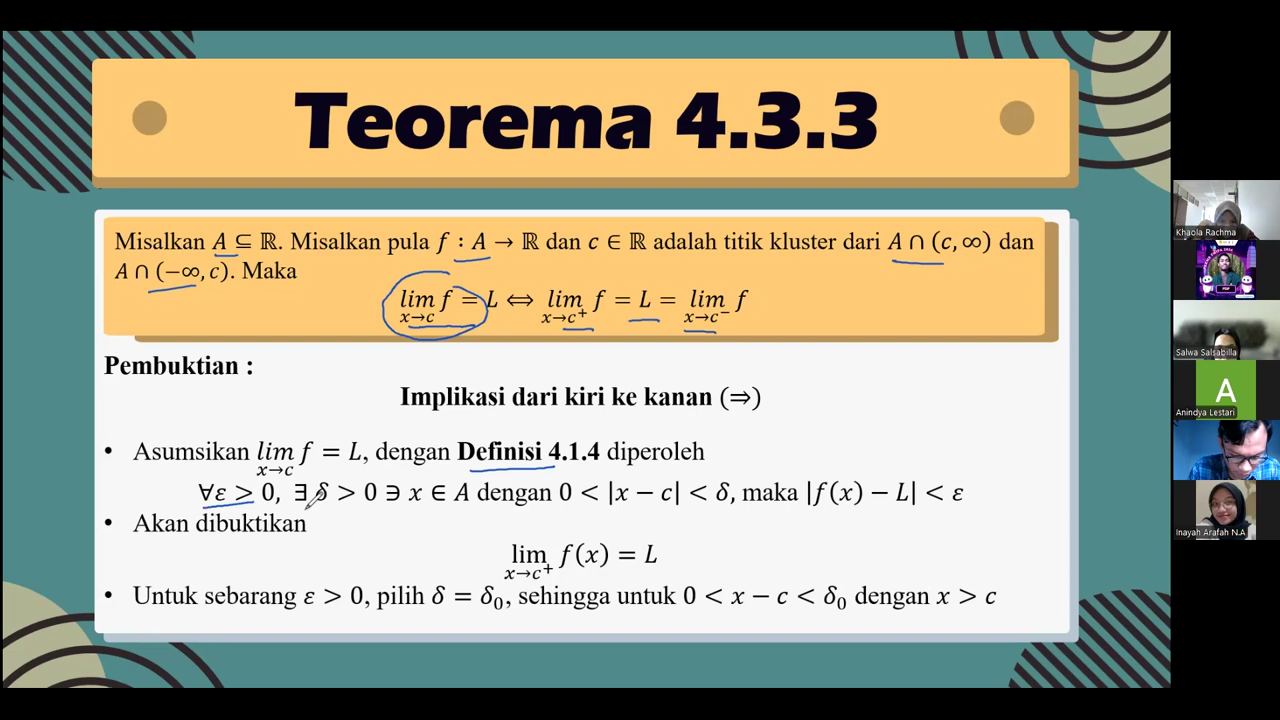 Teorema 4.3.3
Misalkan A ⊆ ℝ. Misalkan pula f : A → ℝ dan c ∈ ℝ adalah titik kluster dari A ∩ (c, ∞) dan
A ∩ (−∞, c). Maka
lim x→c f = L ⟺ lim x→c⁺ f = L = lim x→c⁻ f
Pembuktian :
Implikasi dari kiri ke kanan (⇒)
• Asumsikan lim x→c f = L, dengan Definisi 4.1.4 diperoleh
∀ε > 0, ∃ δ > 0 ∋ x ∈ A dengan 0 < |x − c| < δ, maka |f(x) − L| < ε
• Akan dibuktikan
lim x→c⁺ f(x) = L
• Untuk sebarang ε > 0, pilih δ = δ₀, sehingga untuk 0 < x − c < δ₀ dengan x > c
Khaola Rachma
Salwa Salsabilla
A
Anindya Lestari
Inayah Arafah N.A